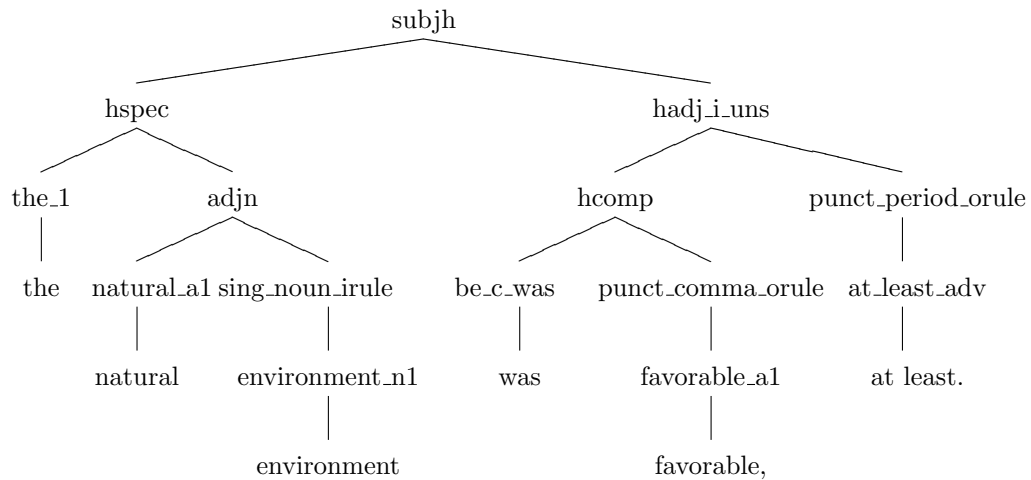 subjh
hspec hadj_i_uns
the_1 adjn hcomp punct_period_orule
the natural_a1 sing_noun_irule be_c_was punct_comma_orule at_least_adv
natural environment_n1 was favorable_a1 at least.
environment favorable,